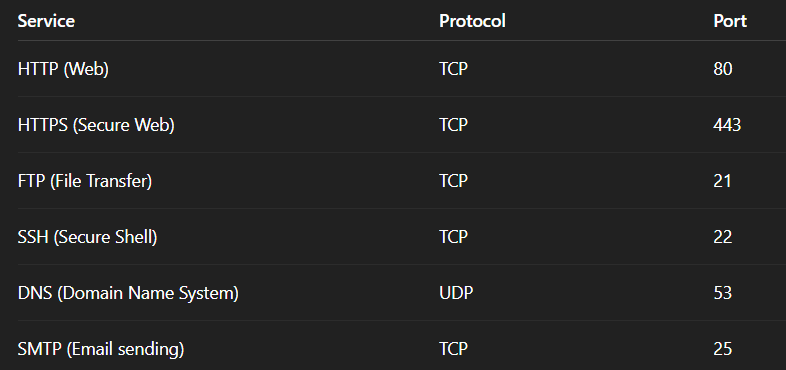 Service Protocol Port
HTTP (Web) TCP 80
HTTPS (Secure Web) TCP 443
FTP (File Transfer) TCP 21
SSH (Secure Shell) TCP 22
DNS (Domain Name System) UDP 53
SMTP (Email sending) TCP 25